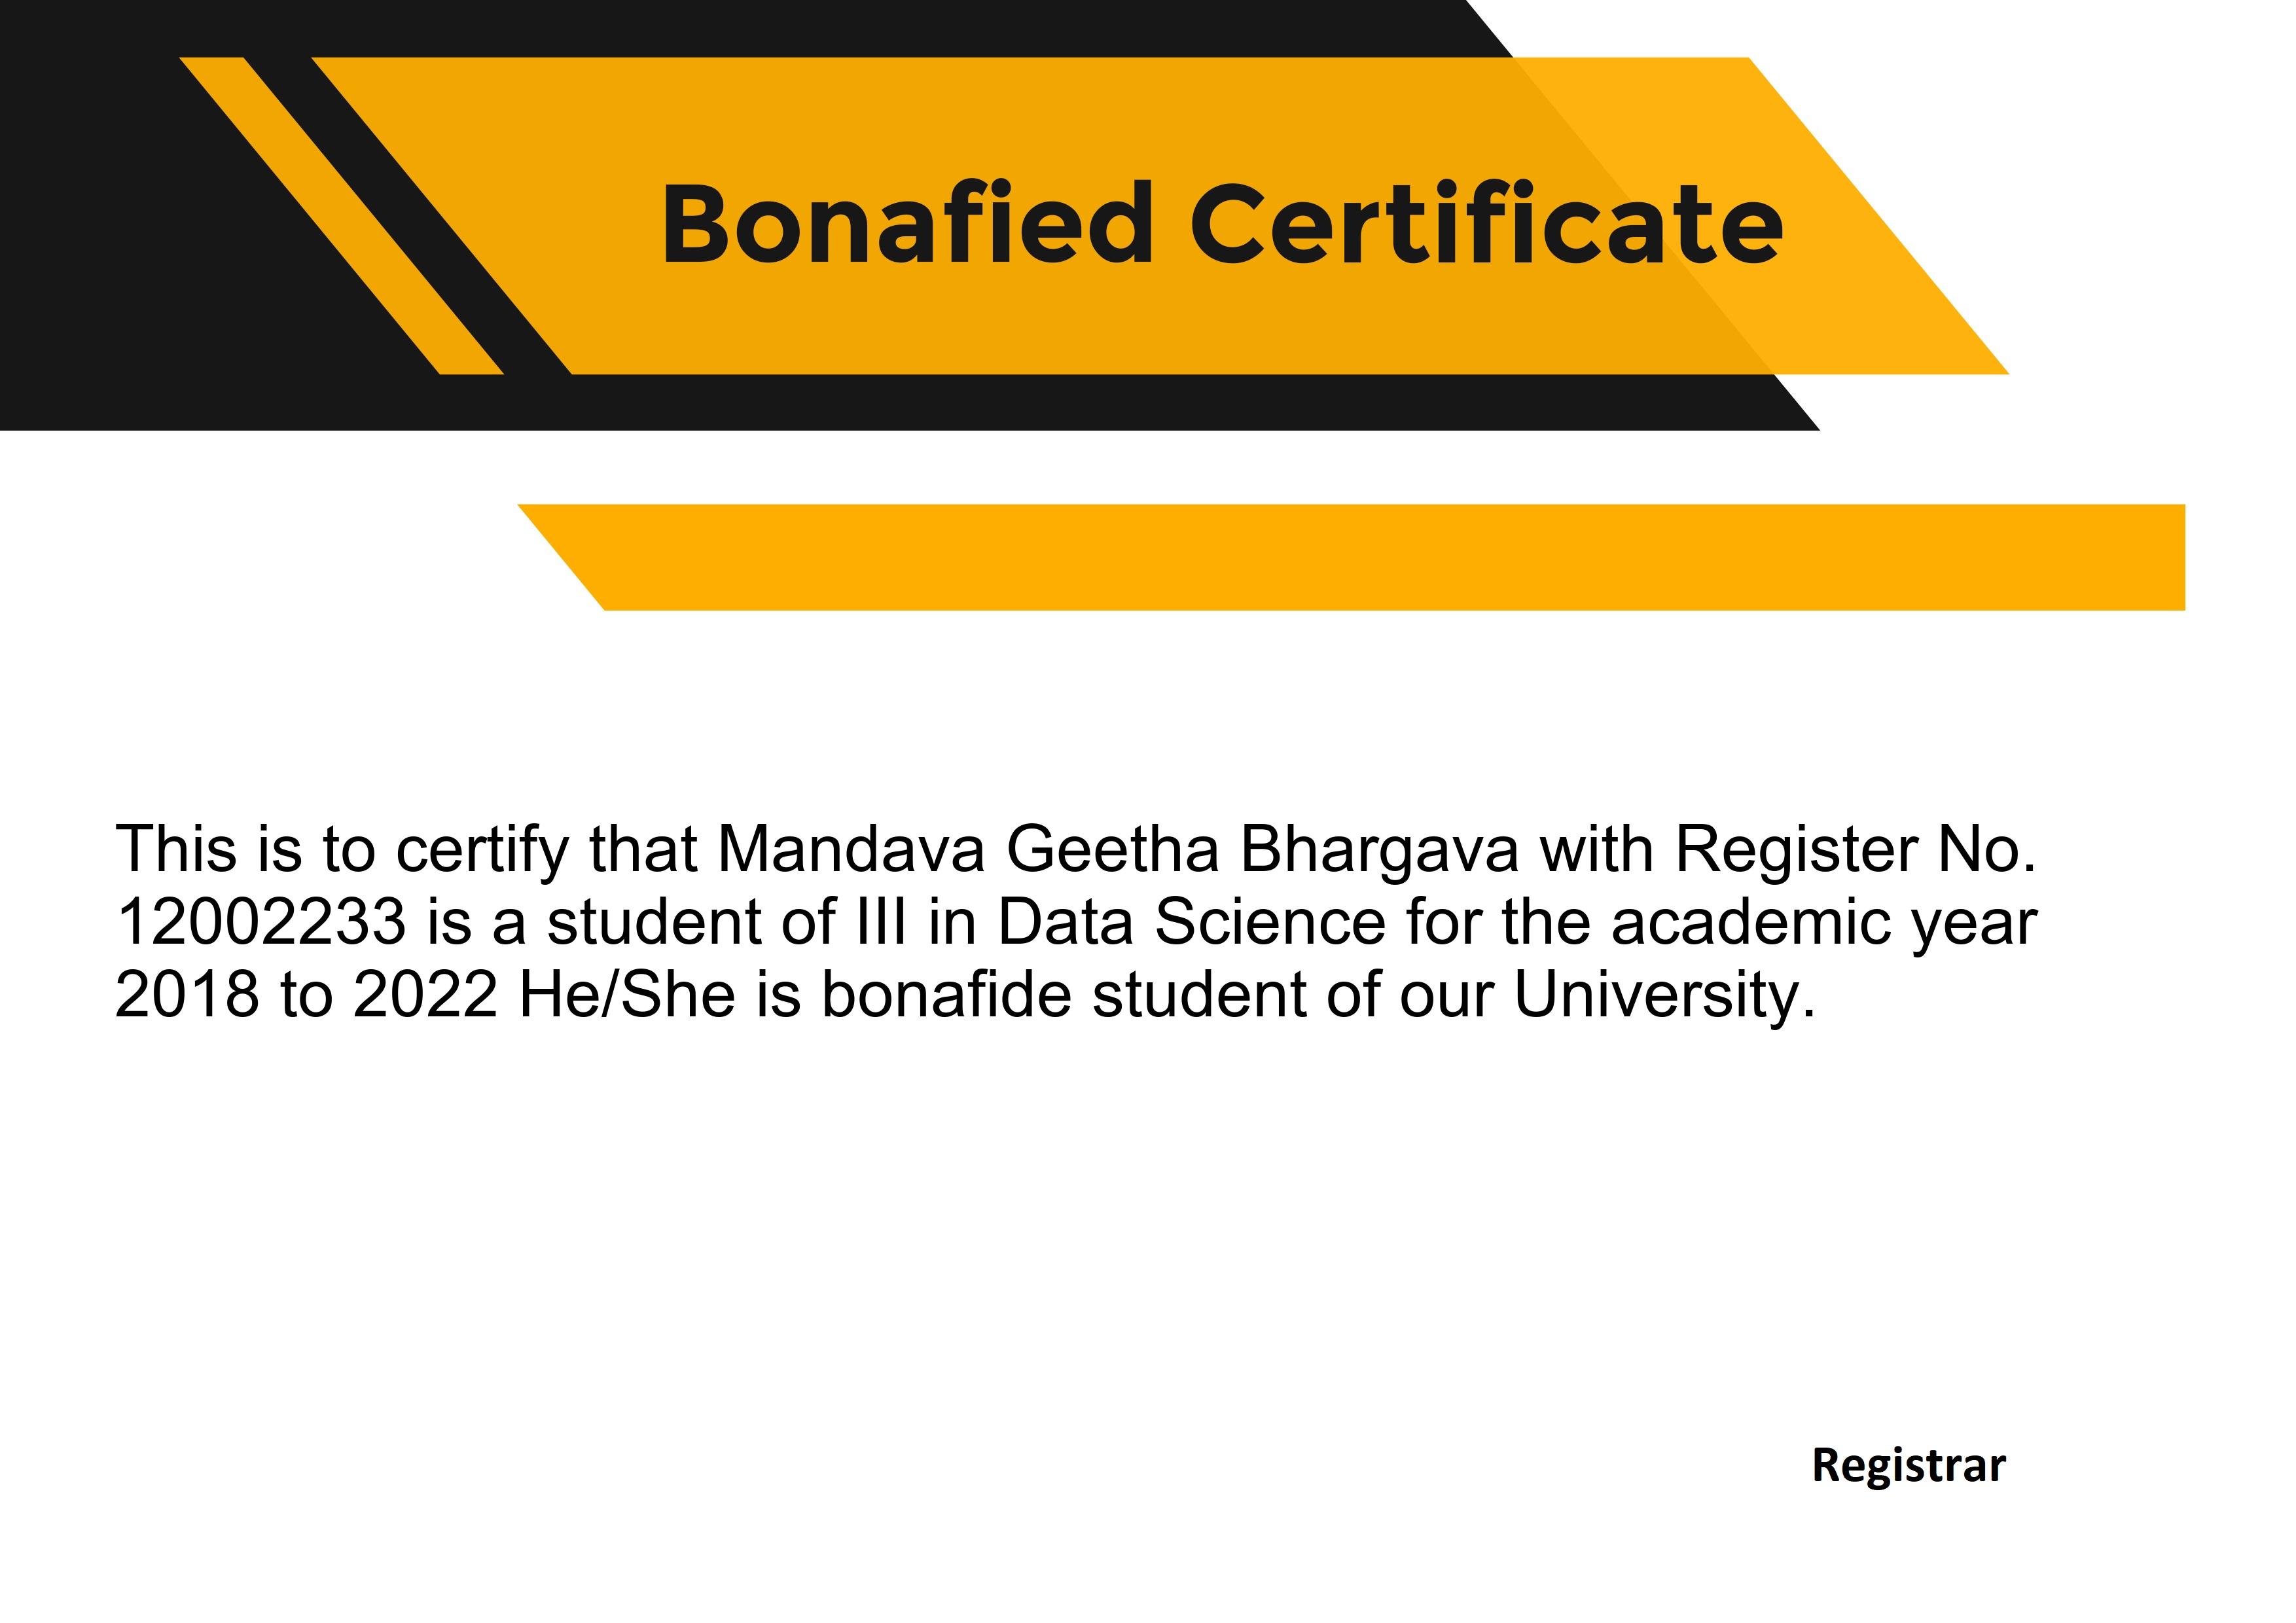 Bonafied Certificate
This is to certify that Mandava Geetha Bhargava with Register No.
12002233 is a student of III in Data Science for the academic year
2018 to 2022 He/She is bonafide student of our University.
Registrar